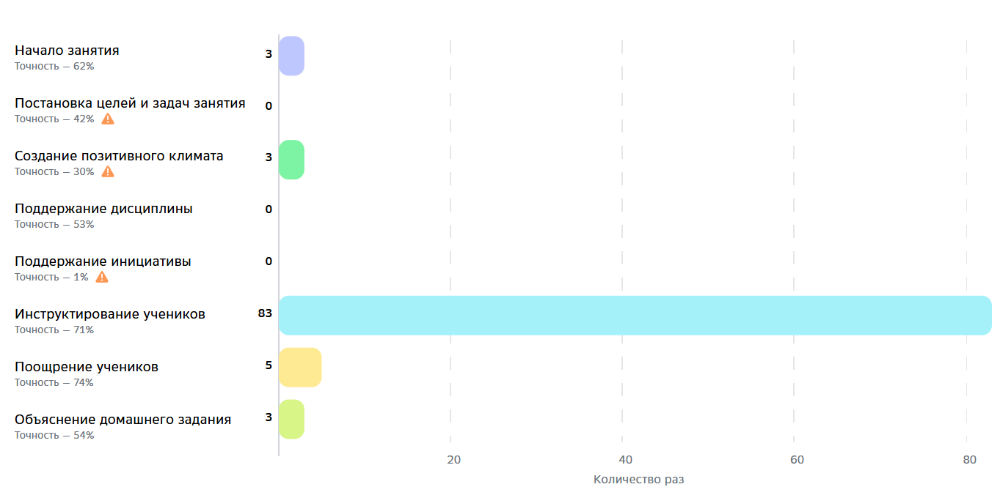 Начало занятия 3
Точность — 62%
Постановка целей и задач занятия 0
Точность — 42%
Создание позитивного климата 3
Точность — 30%
Поддержание дисциплины 0
Точность — 53%
Поддержание инициативы 0
Точность — 1%
Инструктирование учеников 83
Точность — 71%
Поощрение учеников 5
Точность — 74%
Объяснение домашнего задания 3
Точность — 54%
20 40 60 80
Количество раз